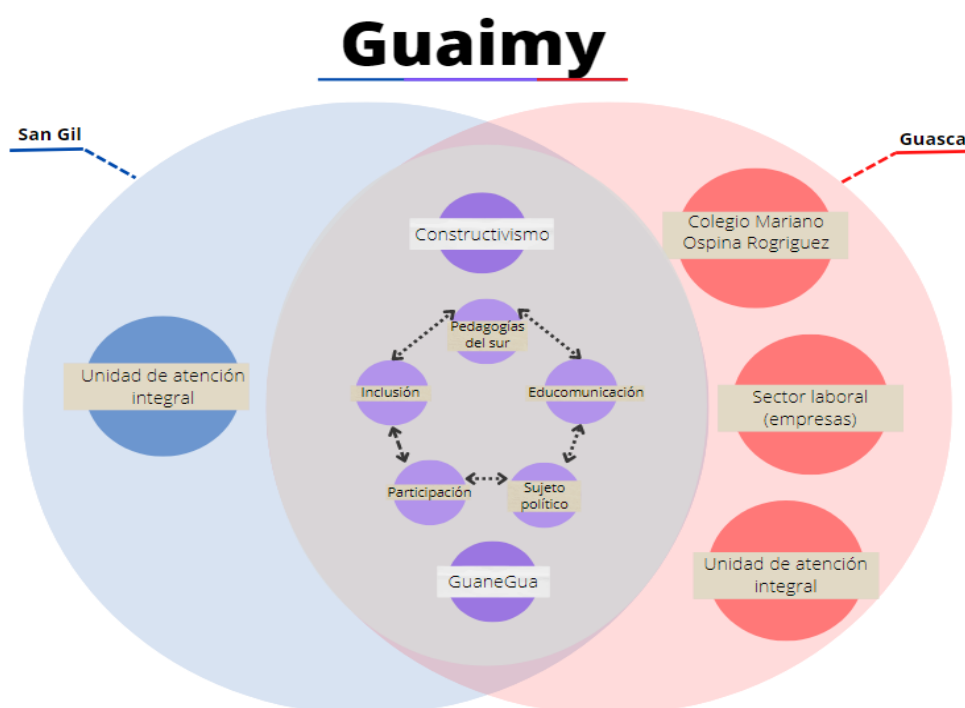 Guaimy
San Gil
Guasca
Constructivismo
Colegio Mariano
Ospina Rogriguez
Pedagogías
del sur
Unidad de atención
integral
Inclusión
Educomunicación
Sector laboral
(empresas)
Participación
Sujeto
político
GuaneGua
Unidad de atención
integral